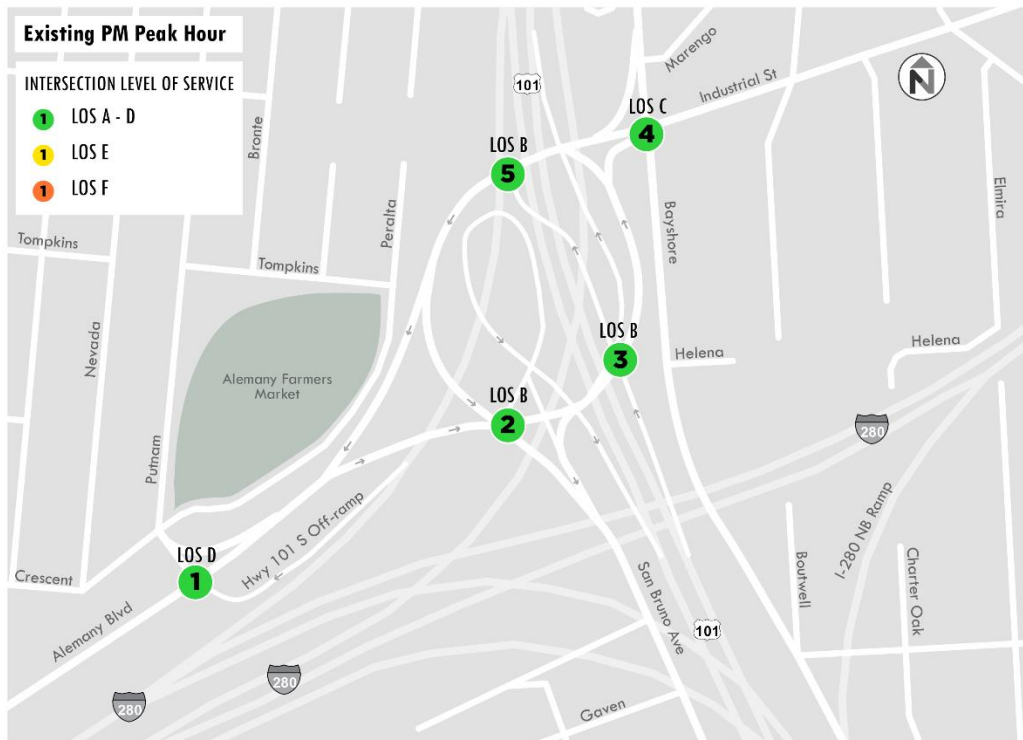 Existing PM Peak Hour
INTERSECTION LEVEL OF SERVICE
1 LOS A - D
1 LOS E
1 LOS F
Marengo
Industrial St
N
101
LOS C
4
LOS B
5
Bronte
Peralta
Bayshore
Elmira
Tompkins
Tompkins
Nevada
Putnam
Alemany Farmers
Market
LOS B
3
Helena
Helena
LOS B
2
280
Hwy 101 S Off-ramp
LOS D
1
Crescent
Alemany Blvd
San Bruno Ave
101
Boutwell
I-280 NB Ramp
Charter Oak
280
280
Gaven